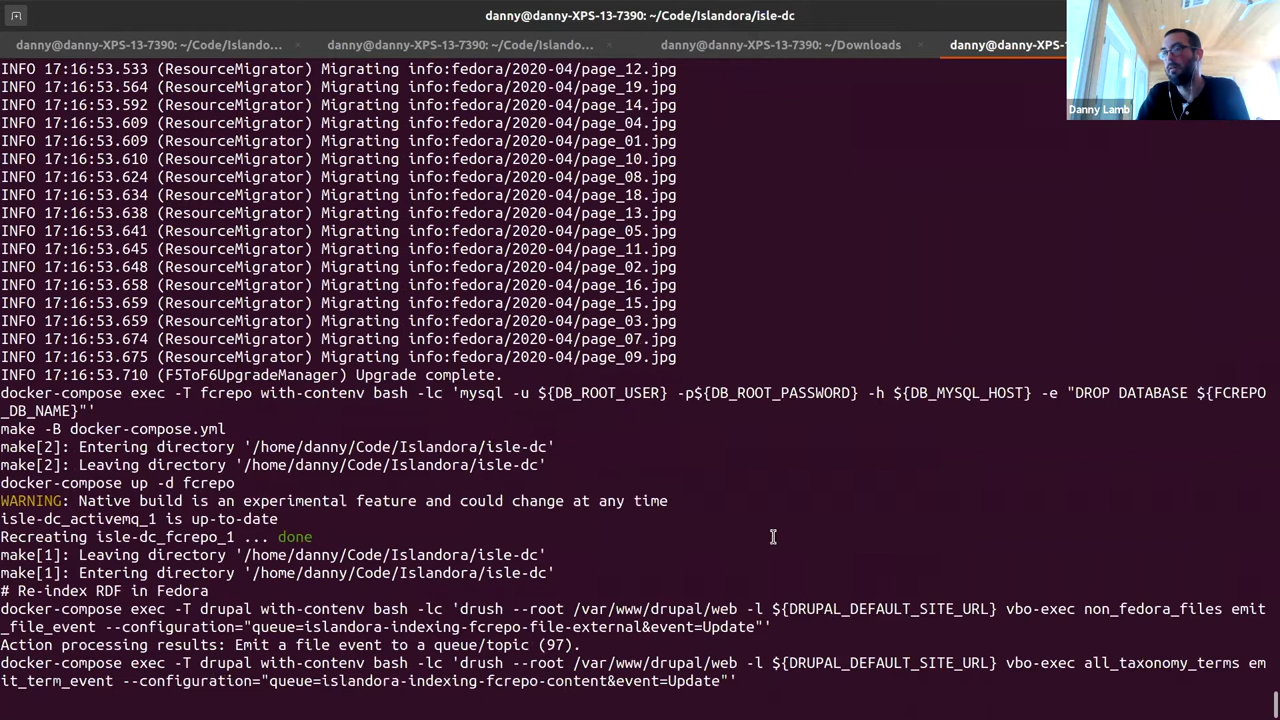 danny@danny-XPS-13-7390: ~/Code/Islandora/isle-dc
danny@danny-XPS-13-7390: ~/Code/Islando...
danny@danny-XPS-13-7390: ~/Code/Islando...
danny@danny-XPS-13-7390: ~/Downloads
danny@danny-XPS-1
Danny Lamb
INFO 17:16:53.533 (ResourceMigrator) Migrating info:fedora/2020-04/page_12.jpg
INFO 17:16:53.564 (ResourceMigrator) Migrating info:fedora/2020-04/page_19.jpg
INFO 17:16:53.592 (ResourceMigrator) Migrating info:fedora/2020-04/page_14.jpg
INFO 17:16:53.609 (ResourceMigrator) Migrating info:fedora/2020-04/page_04.jpg
INFO 17:16:53.609 (ResourceMigrator) Migrating info:fedora/2020-04/page_01.jpg
INFO 17:16:53.610 (ResourceMigrator) Migrating info:fedora/2020-04/page_10.jpg
INFO 17:16:53.624 (ResourceMigrator) Migrating info:fedora/2020-04/page_08.jpg
INFO 17:16:53.634 (ResourceMigrator) Migrating info:fedora/2020-04/page_18.jpg
INFO 17:16:53.638 (ResourceMigrator) Migrating info:fedora/2020-04/page_13.jpg
INFO 17:16:53.641 (ResourceMigrator) Migrating info:fedora/2020-04/page_05.jpg
INFO 17:16:53.645 (ResourceMigrator) Migrating info:fedora/2020-04/page_11.jpg
INFO 17:16:53.648 (ResourceMigrator) Migrating info:fedora/2020-04/page_02.jpg
INFO 17:16:53.658 (ResourceMigrator) Migrating info:fedora/2020-04/page_16.jpg
INFO 17:16:53.659 (ResourceMigrator) Migrating info:fedora/2020-04/page_15.jpg
INFO 17:16:53.659 (ResourceMigrator) Migrating info:fedora/2020-04/page_03.jpg
INFO 17:16:53.674 (ResourceMigrator) Migrating info:fedora/2020-04/page_07.jpg
INFO 17:16:53.675 (ResourceMigrator) Migrating info:fedora/2020-04/page_09.jpg
INFO 17:16:53.710 (F5ToF6UpgradeManager) Upgrade complete.
docker-compose exec -T fcrepo with-contenv bash -lc 'mysql -u ${DB_ROOT_USER} -p${DB_ROOT_PASSWORD} -h ${DB_MYSQL_HOST} -e "DROP DATABASE ${FCREPO
_DB_NAME}"'
make -B docker-compose.yml
make[2]: Entering directory '/home/danny/Code/Islandora/isle-dc'
make[2]: Leaving directory '/home/danny/Code/Islandora/isle-dc'
docker-compose up -d fcrepo
WARNING: Native build is an experimental feature and could change at any time
isle-dc_activemq_1 is up-to-date
Recreating isle-dc_fcrepo_1 ... done
make[1]: Leaving directory '/home/danny/Code/Islandora/isle-dc'
make[1]: Entering directory '/home/danny/Code/Islandora/isle-dc'
# Re-index RDF in Fedora
docker-compose exec -T drupal with-contenv bash -lc 'drush --root /var/www/drupal/web -l ${DRUPAL_DEFAULT_SITE_URL} vbo-exec non_fedora_files emit
_file_event --configuration="queue=islandora-indexing-fcrepo-file-external&event=Update"'
Action processing results: Emit a file event to a queue/topic (97).
docker-compose exec -T drupal with-contenv bash -lc 'drush --root /var/www/drupal/web -l ${DRUPAL_DEFAULT_SITE_URL} vbo-exec all_taxonomy_terms em
it_term_event --configuration="queue=islandora-indexing-fcrepo-content&event=Update"'